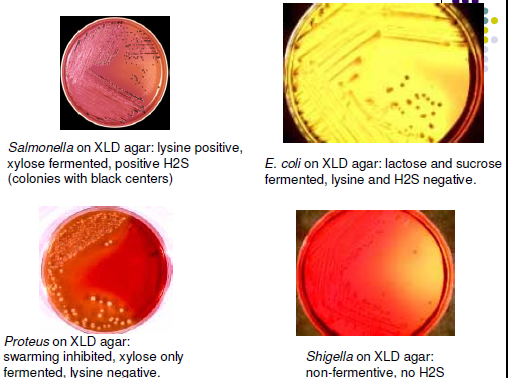 Salmonella on XLD agar: lysine positive,
xylose fermented, positive H2S
(colonies with black centers)
E. coli on XLD agar: lactose and sucrose
fermented, lysine and H2S negative.
Proteus on XLD agar:
swarming inhibited, xylose only
fermented, lysine negative.
Shigella on XLD agar:
non-fermentive, no H2S